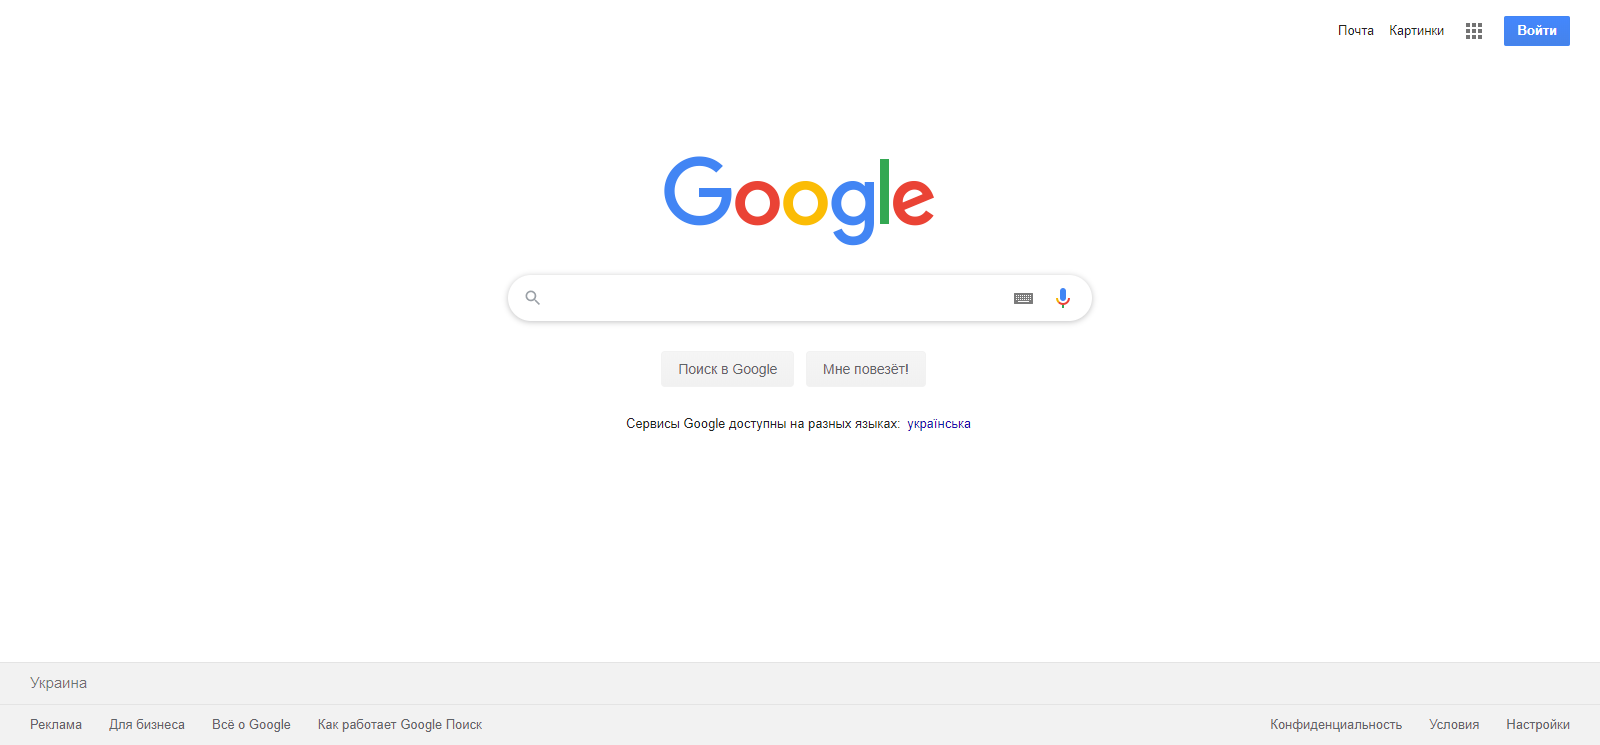 Почта Картинки Войти
Google
Поиск в Google Мне повезёт!
Сервисы Google доступны на разных языках: українська
Украина
Реклама Для бизнеса Всё о Google Как работает Google Поиск Конфиденциальность Условия Настройки